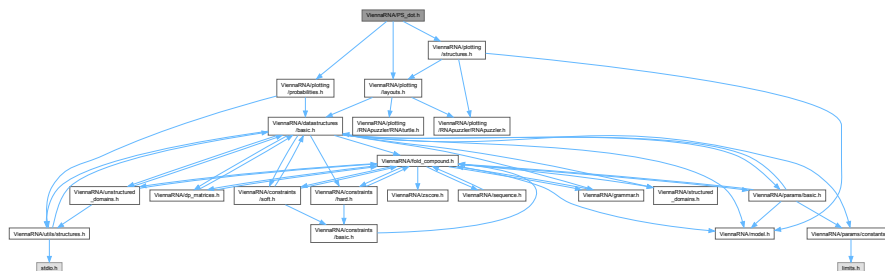 ViennaRNA/PS_dot.h
ViennaRNA/plotting
/structures.h
ViennaRNA/plotting
/probabilities.h
ViennaRNA/plotting
/layouts.h
ViennaRNA/datastructures
/basic.h
ViennaRNA/plotting
/RNApuzzler/RNAturtle.h
ViennaRNA/plotting
/RNApuzzler/RNApuzzler.h
ViennaRNA/fold_compound.h
ViennaRNA/unstructured
_domains.h
ViennaRNA/dp_matrices.h
ViennaRNA/constraints
/soft.h
ViennaRNA/constraints
/hard.h
ViennaRNA/zscore.h
ViennaRNA/sequence.h
ViennaRNA/grammar.h
ViennaRNA/structured
_domains.h
ViennaRNA/params/basic.h
ViennaRNA/utils/structures.h
ViennaRNA/constraints
/basic.h
ViennaRNA/model.h
ViennaRNA/params/constants
stdio.h
limits.h